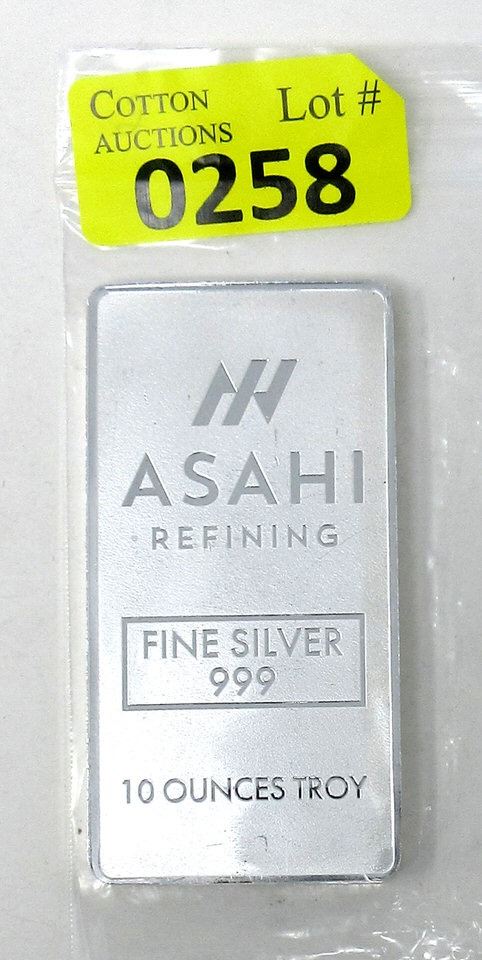 COTTON AUCTIONS
Lot #
0258
ASAHI
REFINING
FINE SILVER
999
10 OUNCES TROY